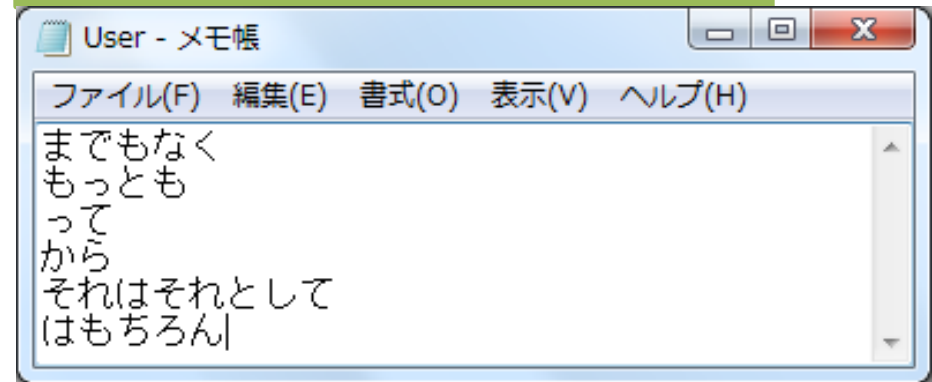 User - メモ帳
ファイル(F) 編集(E) 書式(O) 表示(V) ヘルプ(H)
までもなく
もっとも
って
から
それはそれとして
はもちろん